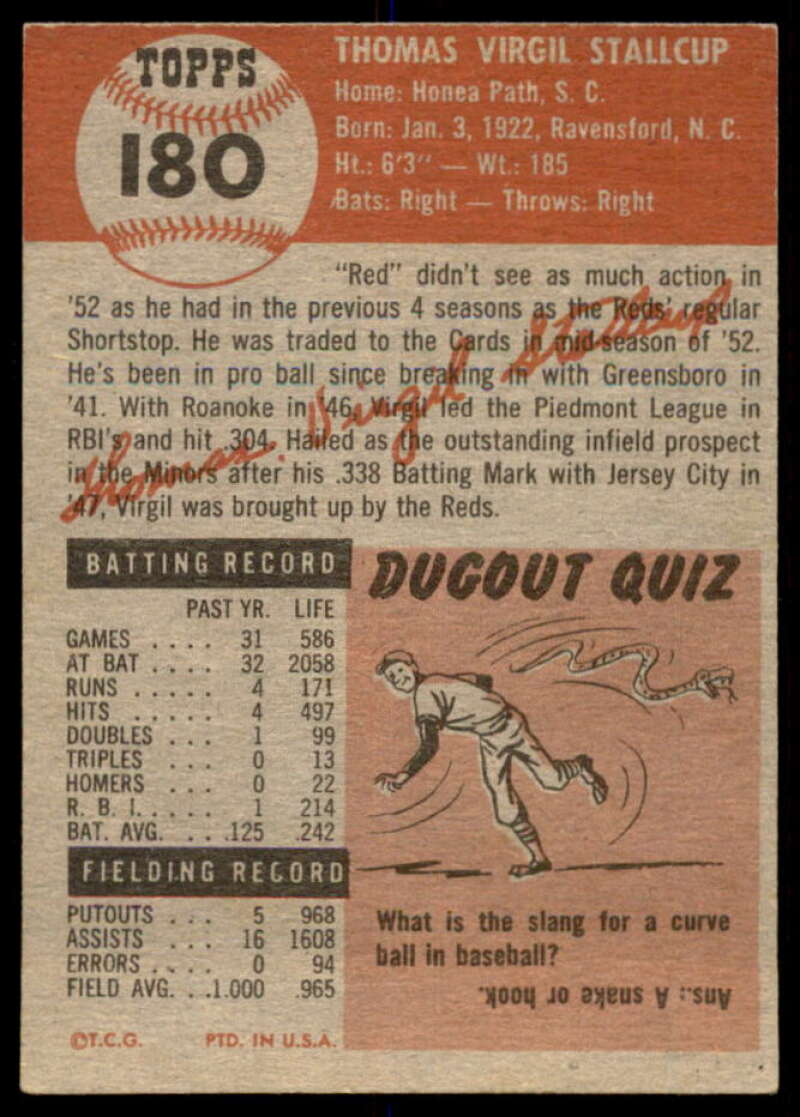 TOPPS
180
THOMAS VIRGIL STALLCUP
Home: Honea Path, S. C.
Born: Jan. 3, 1922, Ravensford, N. C.
Ht.: 6'3" — Wt.: 185
Bats: Right — Throws: Right
"Red" didn't see as much action in
'52 as he had in the previous 4 seasons as the Reds' regular
Shortstop. He was traded to the Cards in mid-season of '52.
He's been in pro ball since breaking in with Greensboro in
'41. With Roanoke in '46, Virgil led the Piedmont League in
RBI's and hit .304. Hailed as the outstanding infield prospect
in the Minors after his .338 Batting Mark with Jersey City in
'47, Virgil was brought up by the Reds.
Thomas Virgil Stallcup
BATTING RECORD
PAST YR. LIFE
GAMES . . . . 31 586
AT BAT . . . . 32 2058
RUNS . . . . . 4 171
HITS . . . . . 4 497
DOUBLES . . . 1 99
TRIPLES . . . 0 13
HOMERS . . . 0 22
R. B. I. . . . . 1 214
BAT. AVG. . . .125 .242
FIELDING RECORD
PUTOUTS . . . 5 968
ASSISTS . . . 16 1608
ERRORS . . . . 0 94
FIELD AVG. . .1.000 .965
©T.C.G. PTD. IN U.S.A.
DUGOUT QUIZ
What is the slang for a curve
ball in baseball?
Ans.: A snake or hook.